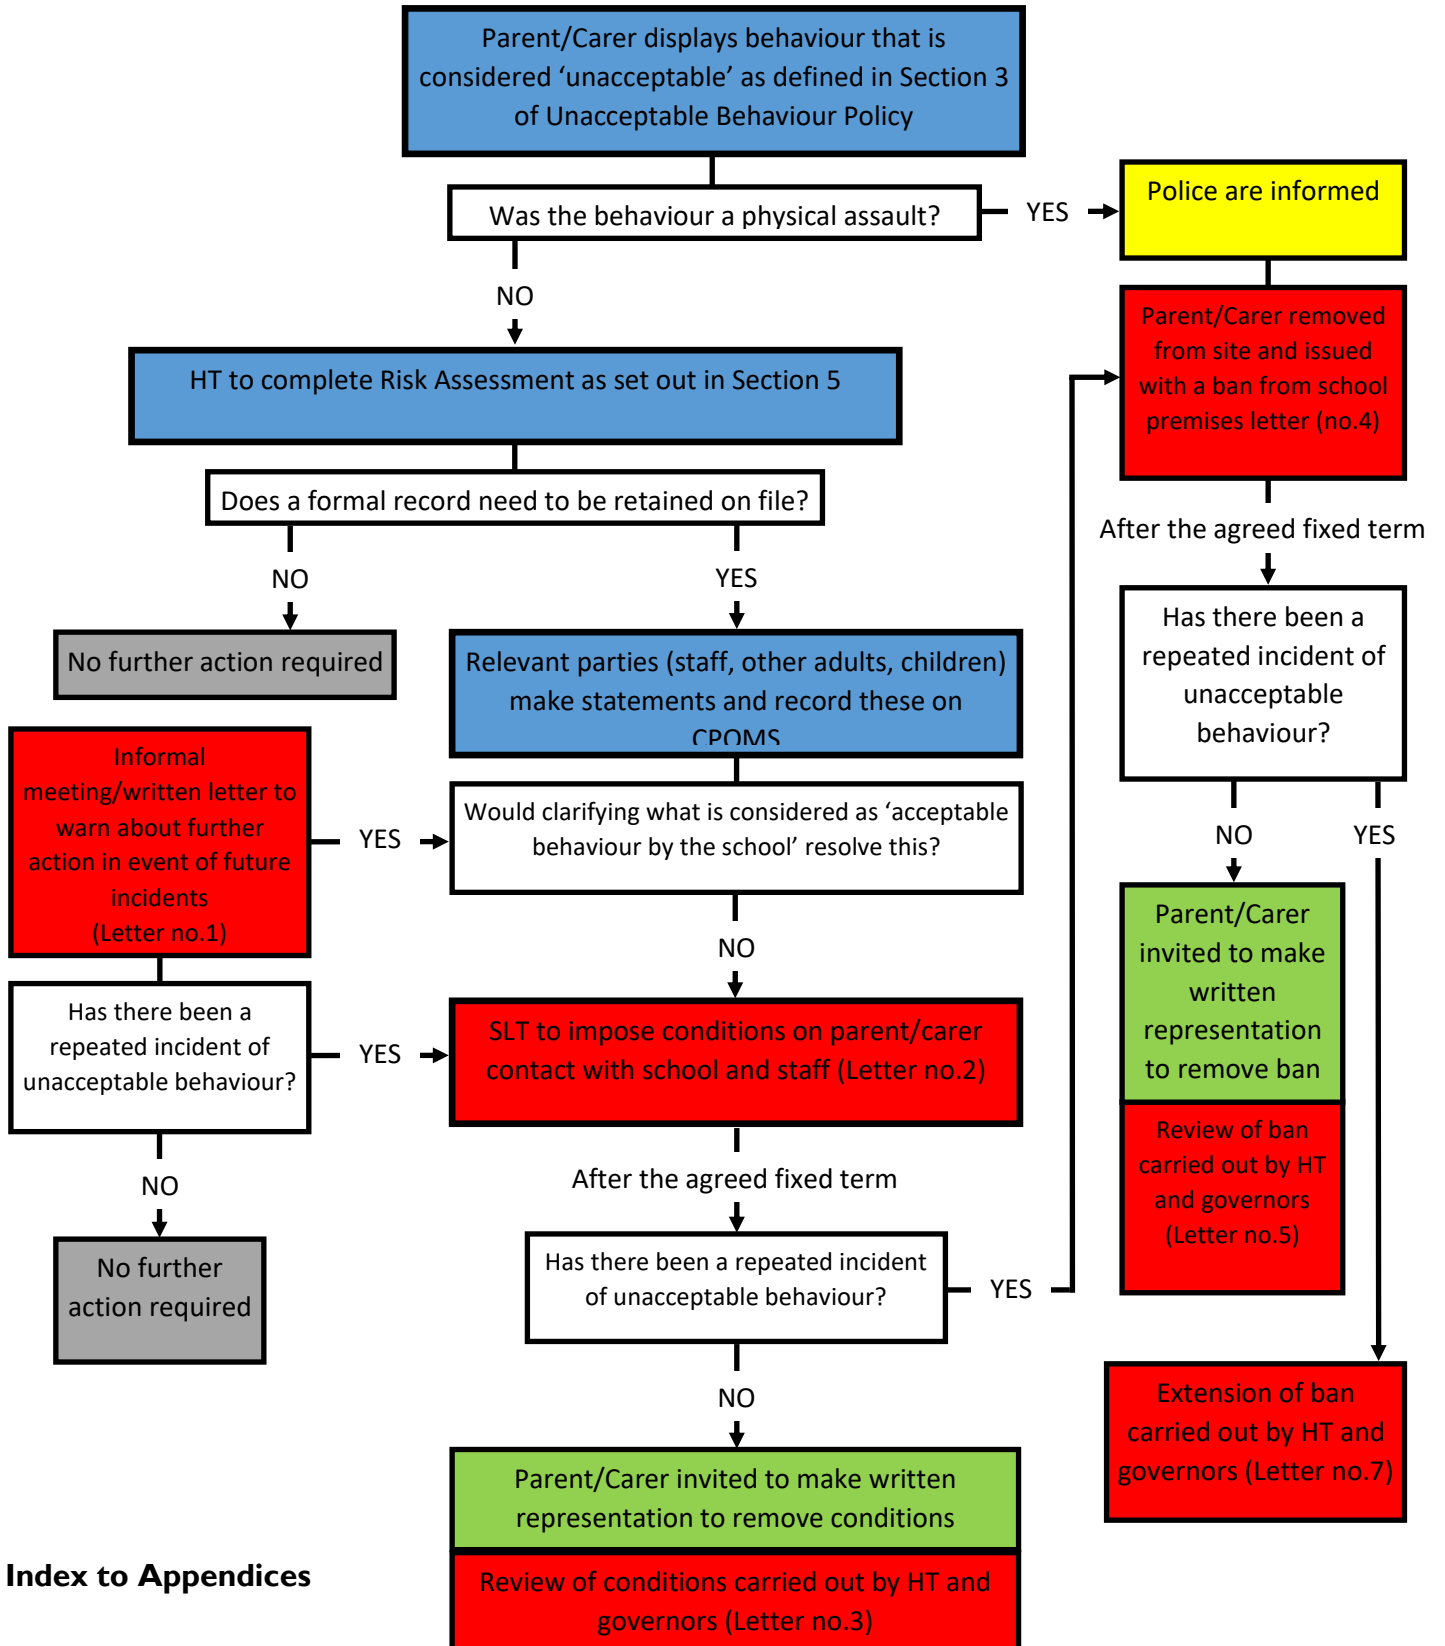 Parent/Carer displays behaviour that is
considered ‘unacceptable’ as defined in Section 3
of Unacceptable Behaviour Policy
Was the behaviour a physical assault?
YES
Police are informed
Parent/Carer removed
from site and issued
with a ban from school
premises letter (no.4)
NO
HT to complete Risk Assessment as set out in Section 5
Does a formal record need to be retained on file?
After the agreed fixed term
NO
YES
Has there been a
repeated incident of
unacceptable
behaviour?
No further action required
Relevant parties (staff, other adults, children)
make statements and record these on
CPOMS
Informal
meeting/written letter to
warn about further
action in event of future
incidents
(Letter no.1)
YES
Would clarifying what is considered as ‘acceptable
behaviour by the school’ resolve this?
NO
YES
NO
Parent/Carer
invited to make
written
representation
to remove ban
Has there been a
repeated incident of
unacceptable behaviour?
YES
SLT to impose conditions on parent/carer
contact with school and staff (Letter no.2)
Review of ban
carried out by HT
and governors
(Letter no.5)
NO
After the agreed fixed term
No further
action required
Has there been a repeated incident
of unacceptable behaviour?
YES
NO
Extension of ban
carried out by HT and
governors (Letter no.7)
Parent/Carer invited to make written
representation to remove conditions
Index to Appendices
Review of conditions carried out by HT and
governors (Letter no.3)